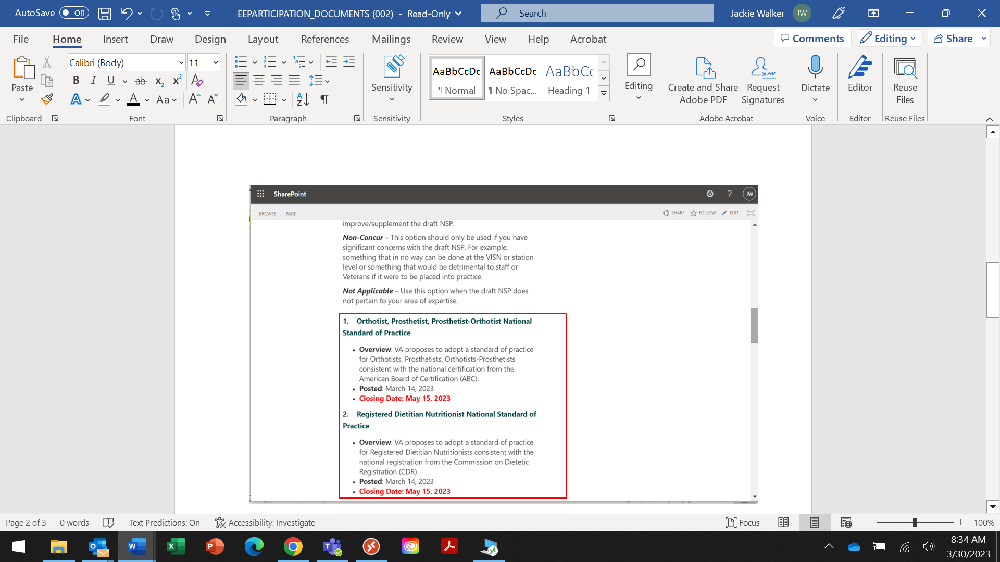 AutoSave Off EEPARTICIPATION_DOCUMENTS (002) - Read-Only Search Jackie Walker JW
File Home Insert Draw Design Layout References Mailings Review View Help Acrobat Comments Editing Share
Calibri (Body) 11
Paste
B I U ab x2 x2 A
A A Aa A A
Sensitivity
AaBbCcDc AaBbCcDc AaBbCc
¶ Normal ¶ No Spac... Heading 1
Editing
Create and Share
Adobe PDF
Request
Signatures
Dictate
Editor
Reuse
Files
Clipboard Font Paragraph Sensitivity Styles Adobe Acrobat Voice Editor Reuse Files
SharePoint ? JW
BROWSE PAGE SHARE FOLLOW EDIT
improve/supplement the draft NSP.
Non-Concur – This option should only be used if you have
significant concerns with the draft NSP. For example,
something that in no way can be done at the VISN or station
level or something that would be detrimental to staff or
Veterans if it were to be placed into practice.
Not Applicable – Use this option when the draft NSP does
not pertain to your area of expertise.
1. Orthotist, Prosthetist, Prosthetist-Orthotist National
Standard of Practice
• Overview: VA proposes to adopt a standard of practice
for Orthotists, Prosthetists, Orthotists-Prosthetists
consistent with the national certification from the
American Board of Certification (ABC).
• Posted: March 14, 2023
• Closing Date: May 15, 2023
2. Registered Dietitian Nutritionist National Standard of
Practice
• Overview: VA proposes to adopt a standard of practice
for Registered Dietitian Nutritionists consistent with the
national registration from the Commission on Dietetic
Registration (CDR).
• Posted: March 14, 2023
• Closing Date: May 15, 2023
Page 2 of 3 0 words Text Predictions: On Accessibility: Investigate Focus 100%
8:34 AM
3/30/2023